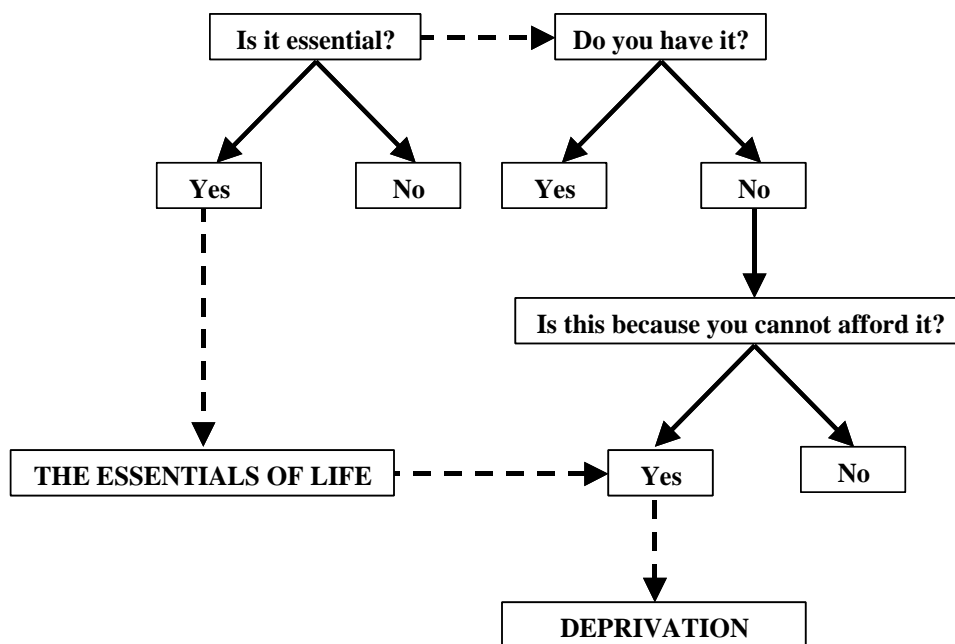 Is it essential?
Do you have it?
Yes
No
Yes
No
Is this because you cannot afford it?
THE ESSENTIALS OF LIFE
Yes
No
DEPRIVATION